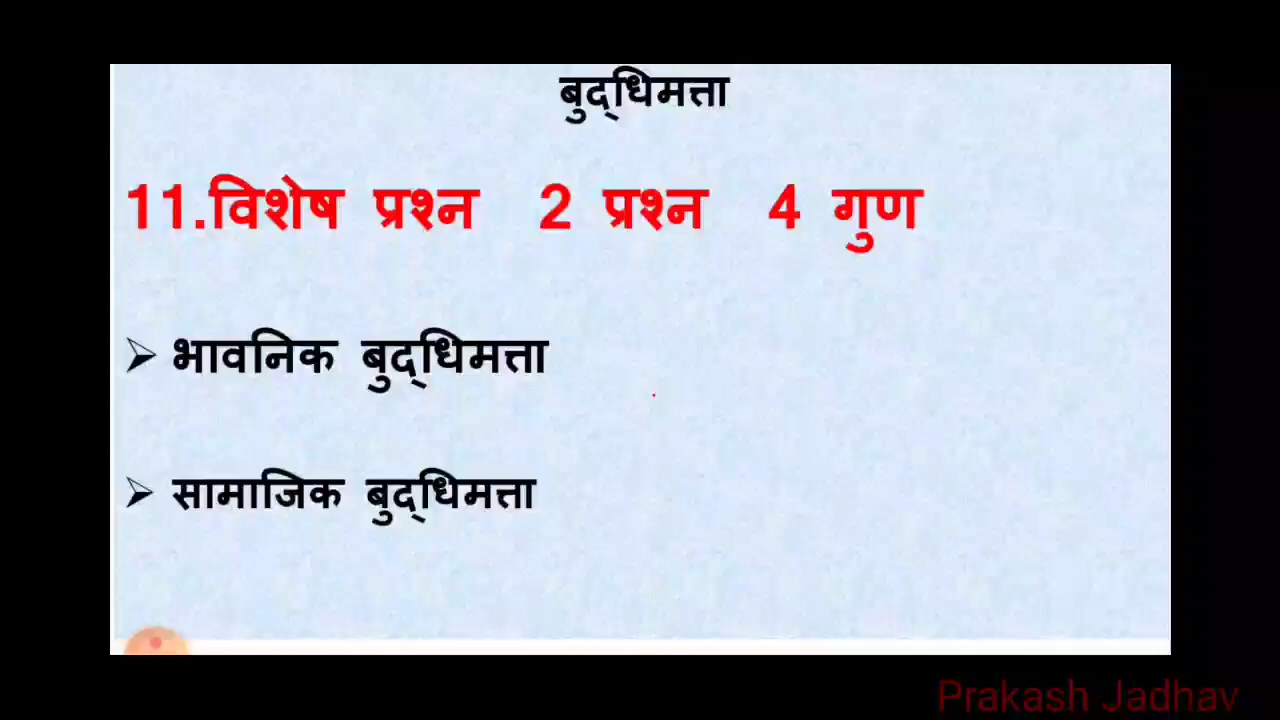 बुद्धिमत्ता
11.विशेष प्रश्न 2 प्रश्न 4 गुण
➢ भावनिक बुद्धिमत्ता
➢ सामाजिक बुद्धिमत्ता
Prakash Jadhav